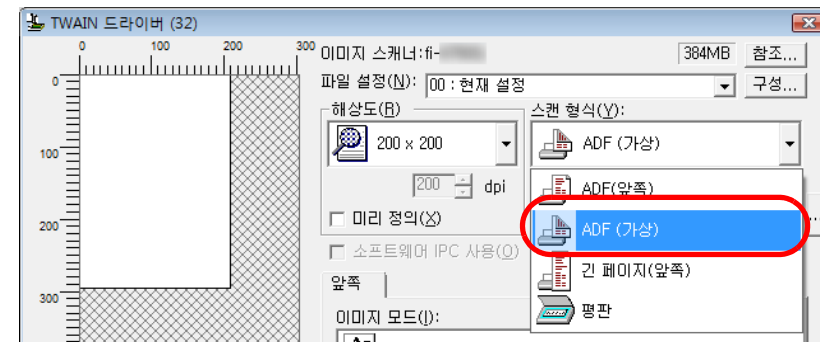 TWAIN 드라이버 (32)
0 100 200 300
이미지 스캐너:fi-
384MB 참조...
0
파일 설정(N): 00 : 현재 설정 구성...
해상도(R) 스캔 형식(Y):
200 x 200 ADF (가상)
100
200 dpi ADF(앞쪽)
미리 정의(X) ADF (가상) ...
200
소프트웨어 IPC 사용(O) 긴 페이지(앞쪽)
앞쪽
300
평판
이미지 모드(I):